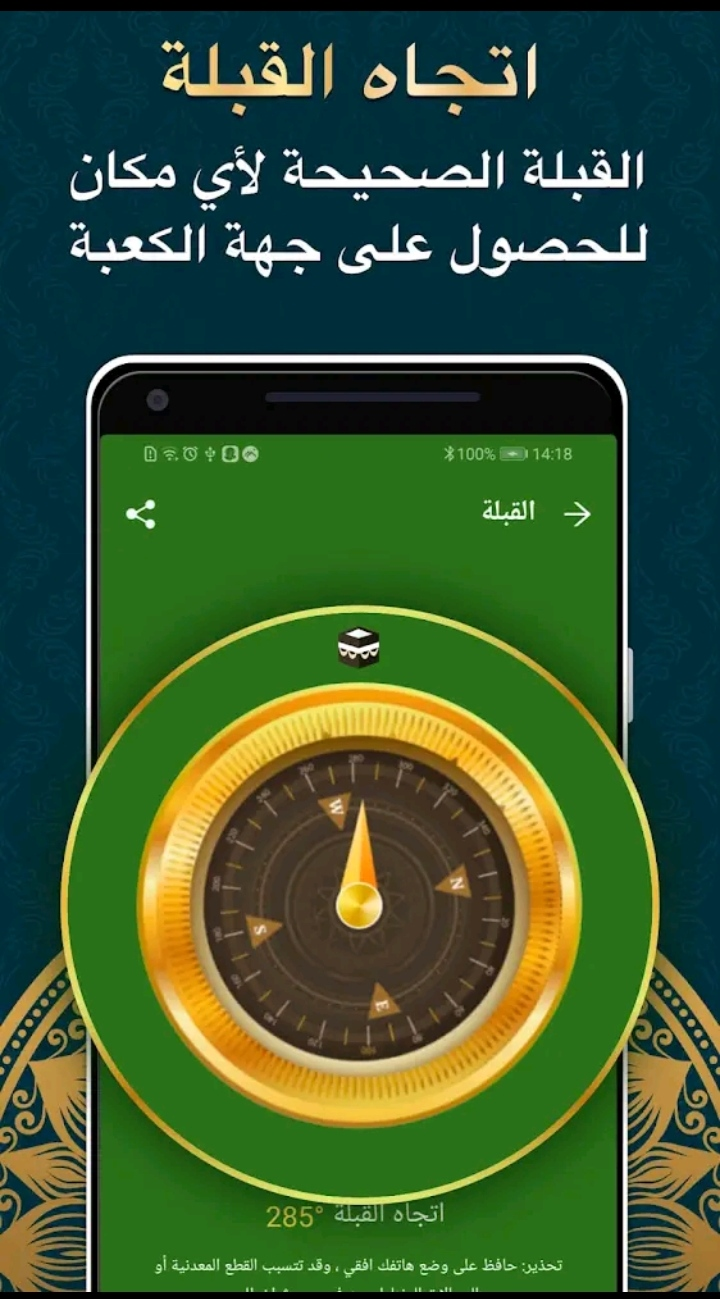 اتجاه القبلة
القبلة الصحيحة لأي مكان
للحصول على جهة الكعبة
100% 14:18
القبلة
W
N
S
E
اتجاه القبلة 285°
تحذير: حافظ على وضع هاتفك افقي ، وقد تتسبب القطع المعدنية أو